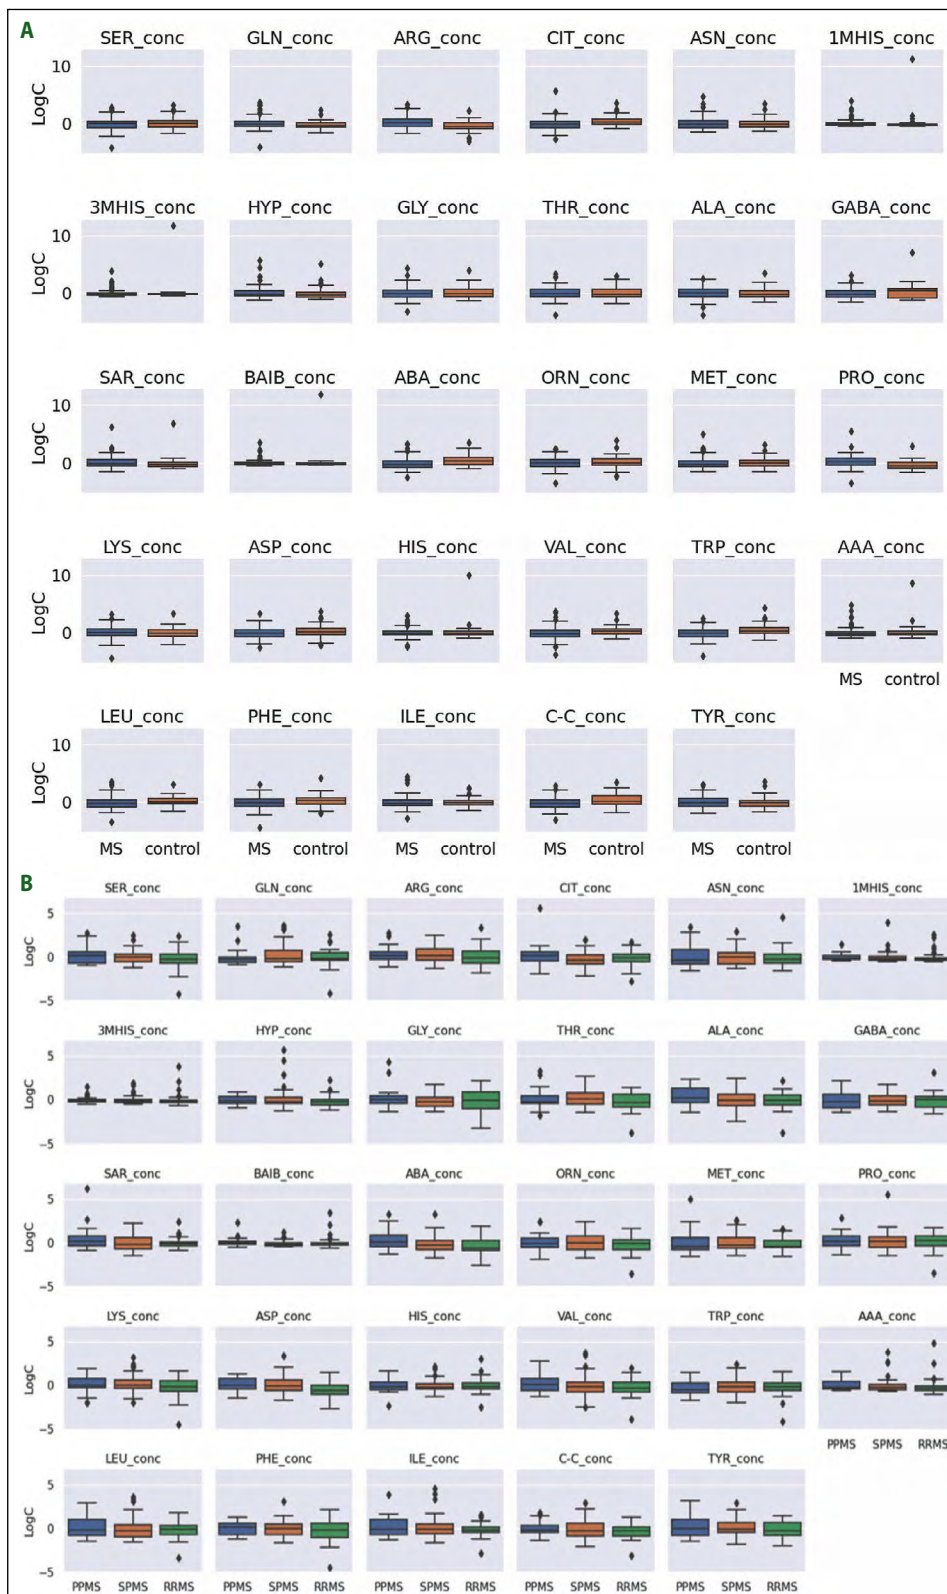 A
SER_conc GLN_conc ARG_conc CIT_conc ASN_conc 1MHIS_conc
10
LogC
0
3MHIS_conc HYP_conc GLY_conc THR_conc ALA_conc GABA_conc
10
LogC
0
SAR_conc BAIB_conc ABA_conc ORN_conc MET_conc PRO_conc
10
LogC
0
LYS_conc ASP_conc HIS_conc VAL_conc TRP_conc AAA_conc
10
LogC
0
MS control
LEU_conc PHE_conc ILE_conc C-C_conc TYR_conc
10
LogC
0
MS control MS control MS control MS control MS control
B
SER_conc GLN_conc ARG_conc CIT_conc ASN_conc 1MHIS_conc
5
LogC
0
−5
3MHIS_conc HYP_conc GLY_conc THR_conc ALA_conc GABA_conc
5
LogC
0
−5
SAR_conc BAIB_conc ABA_conc ORN_conc MET_conc PRO_conc
5
LogC
0
−5
LYS_conc ASP_conc HIS_conc VAL_conc TRP_conc AAA_conc
5
LogC
0
−5
PPMS SPMS RRMS
LEU_conc PHE_conc ILE_conc C-C_conc TYR_conc
5
LogC
0
−5
PPMS SPMS RRMS PPMS SPMS RRMS PPMS SPMS RRMS PPMS SPMS RRMS PPMS SPMS RRMS